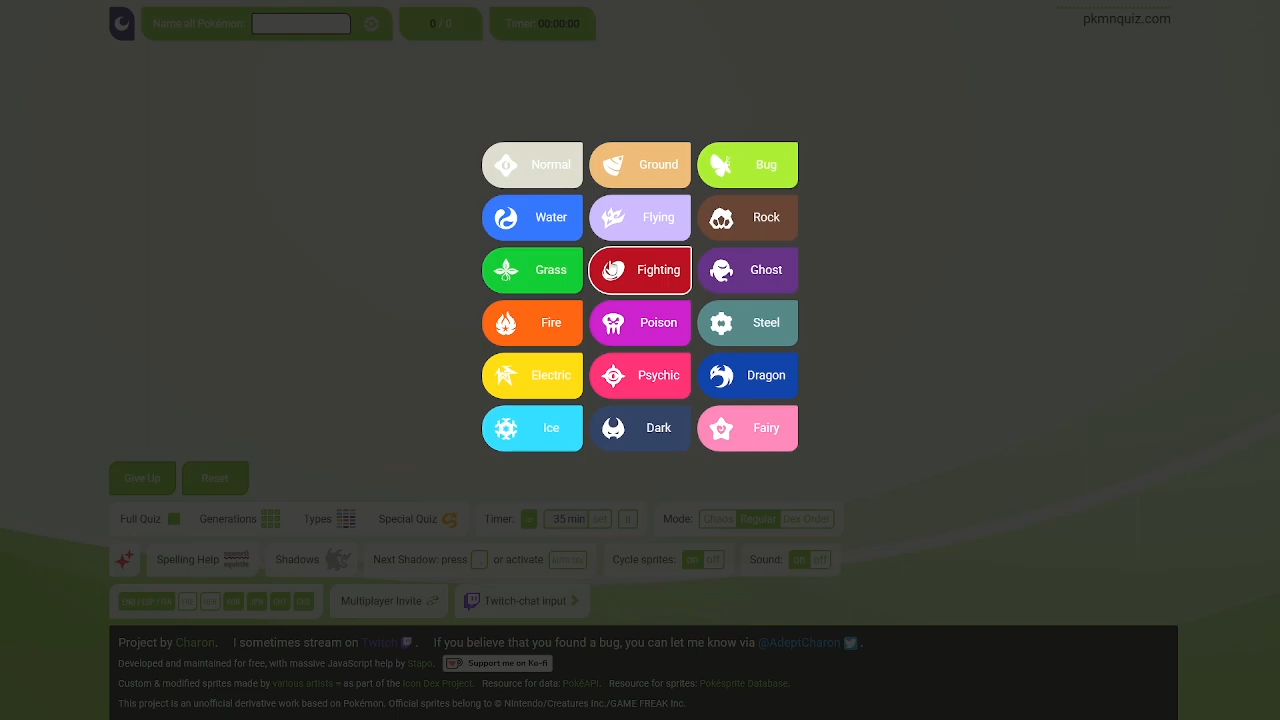 Name all Pokémon:
0 / 0
Timer: 00:00:00
pkmnquiz.com
Normal
Ground
Bug
Water
Flying
Rock
Grass
Fighting
Ghost
Fire
Poison
Steel
Electric
Psychic
Dragon
Ice
Dark
Fairy
Give Up
Reset
Full Quiz
Generations
Types
Special Quiz
Timer:
35 min
set
Mode:
Chaos
Regular
Dex Order
Spelling Help
Shadows
Next Shadow: press . or activate
Cycle sprites: on off
Sound: on off
Multiplayer Invite
Twitch-chat input
Project by Charon. I sometimes stream on Twitch. If you believe that you found a bug, you can let me know via @AdeptCharon.
Developed and maintained for free, with massive JavaScript help by Stapo. Support me on Ko-fi
Custom & modified sprites made by various artists – as part of the Icon Dex Project. Resource for data: PokéAPI. Resource for sprites: Pokésprite Database.
This project is an unofficial derivative work based on Pokémon. Official sprites belong to © Nintendo/Creatures Inc./GAME FREAK Inc.